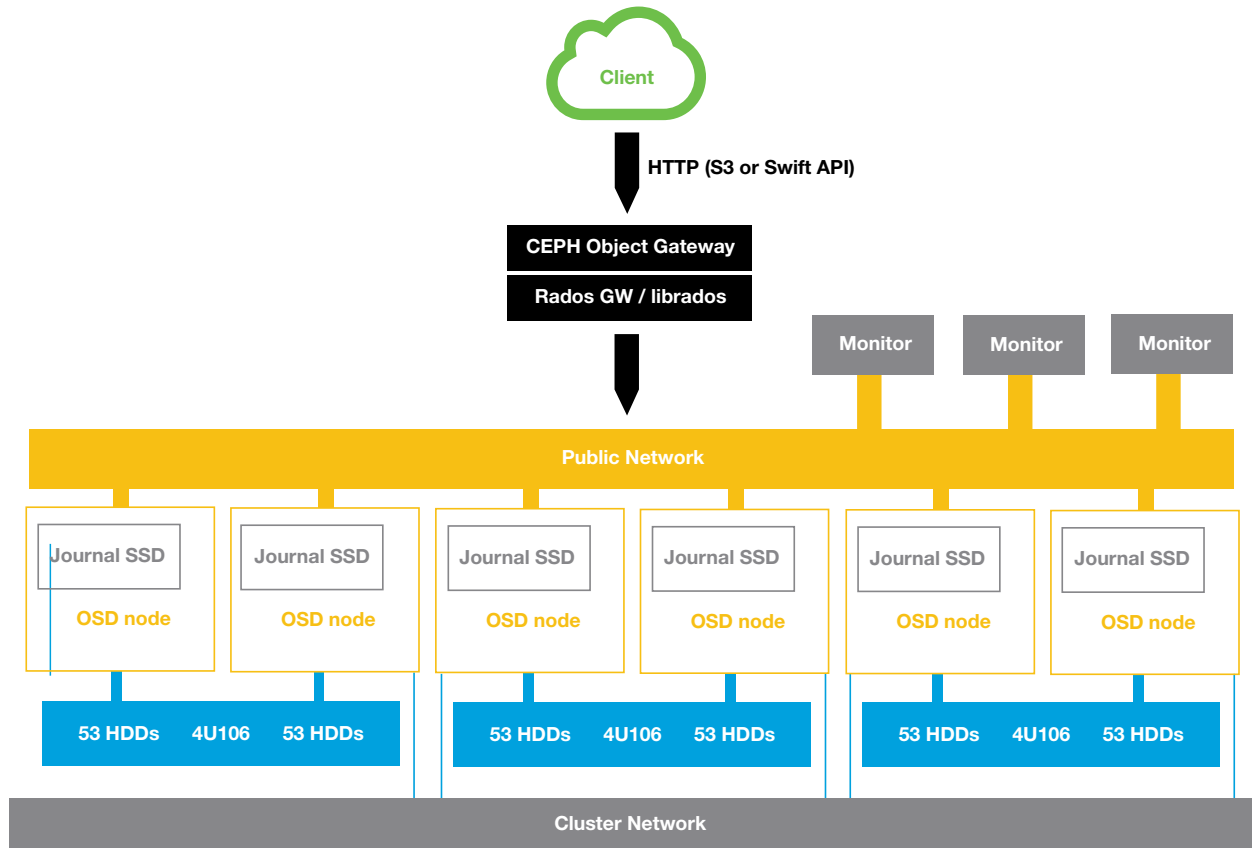 Client
HTTP (S3 or Swift API)
CEPH Object Gateway
Rados GW / librados
Monitor Monitor Monitor
Public Network
Journal SSD Journal SSD Journal SSD Journal SSD Journal SSD Journal SSD
OSD node OSD node OSD node OSD node OSD node OSD node
53 HDDs 4U106 53 HDDs 53 HDDs 4U106 53 HDDs 53 HDDs 4U106 53 HDDs
Cluster Network